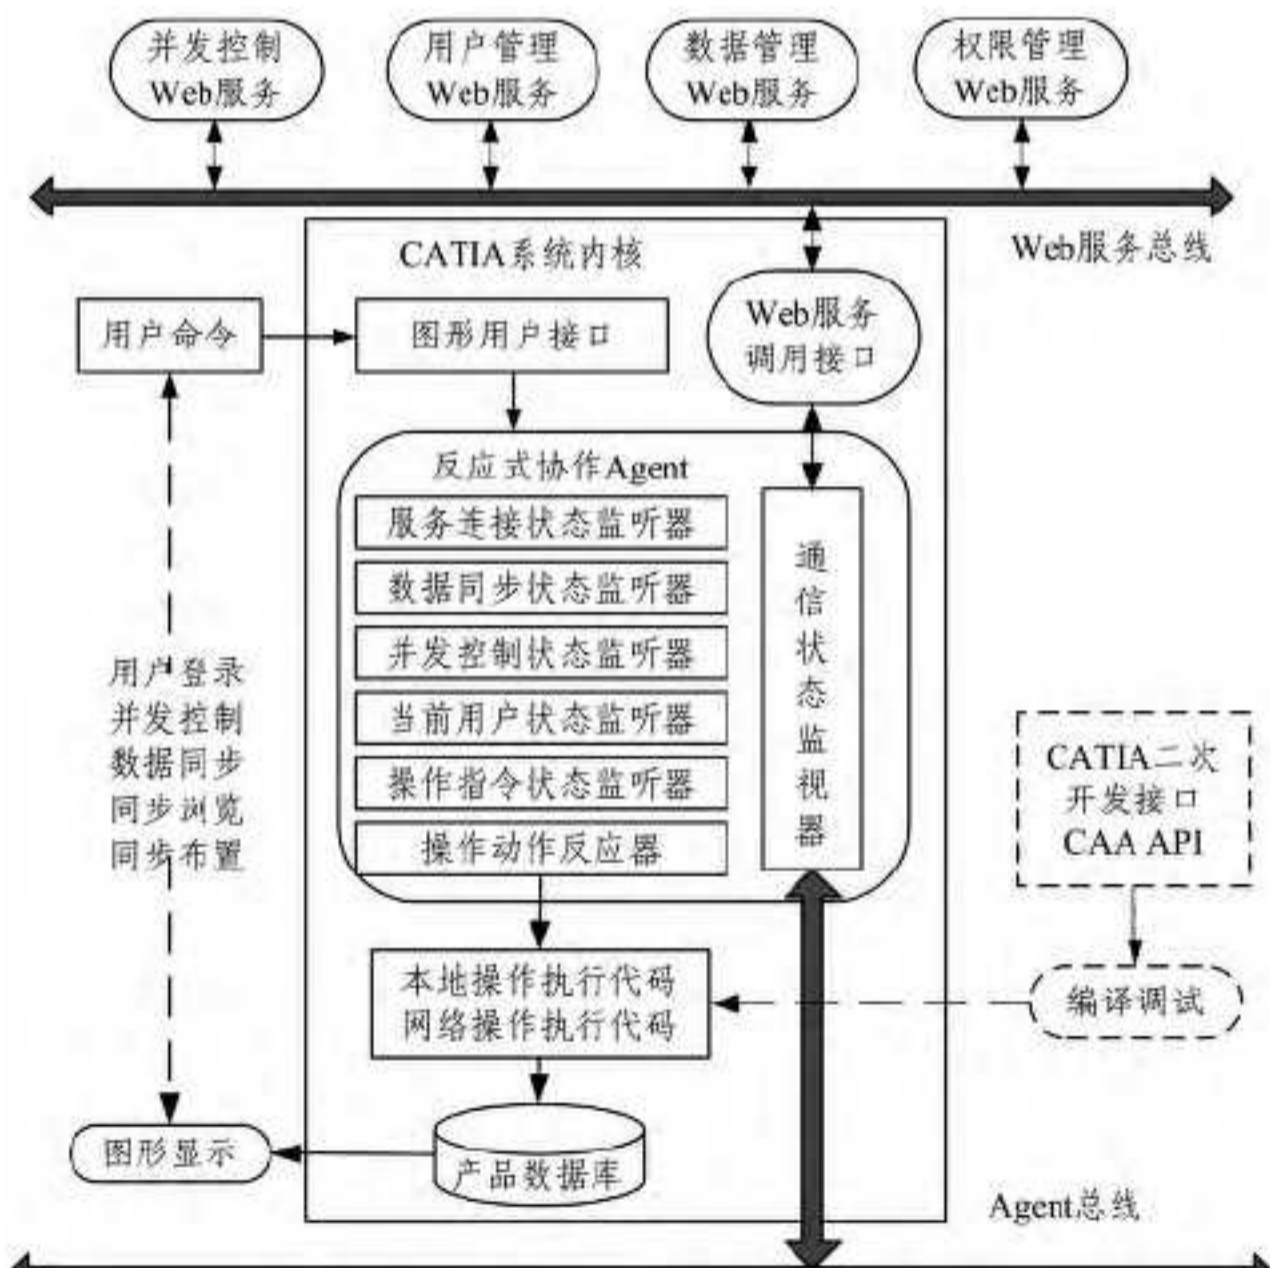 并发控制
Web服务
用户管理
Web服务
数据管理
Web服务
权限管理
Web服务
Web服务总线
CATIA系统内核
用户命令
图形用户接口
Web服务
调用接口
反应式协作Agent
服务连接状态监听器
数据同步状态监听器
并发控制状态监听器
当前用户状态监听器
操作指令状态监听器
操作动作反应器
通信状态监视器
用户登录
并发控制
数据同步
同步浏览
同步布置
CATIA二次
开发接口
CAA API
编译调试
本地操作执行代码
网络操作执行代码
产品数据库
图形显示
Agent总线